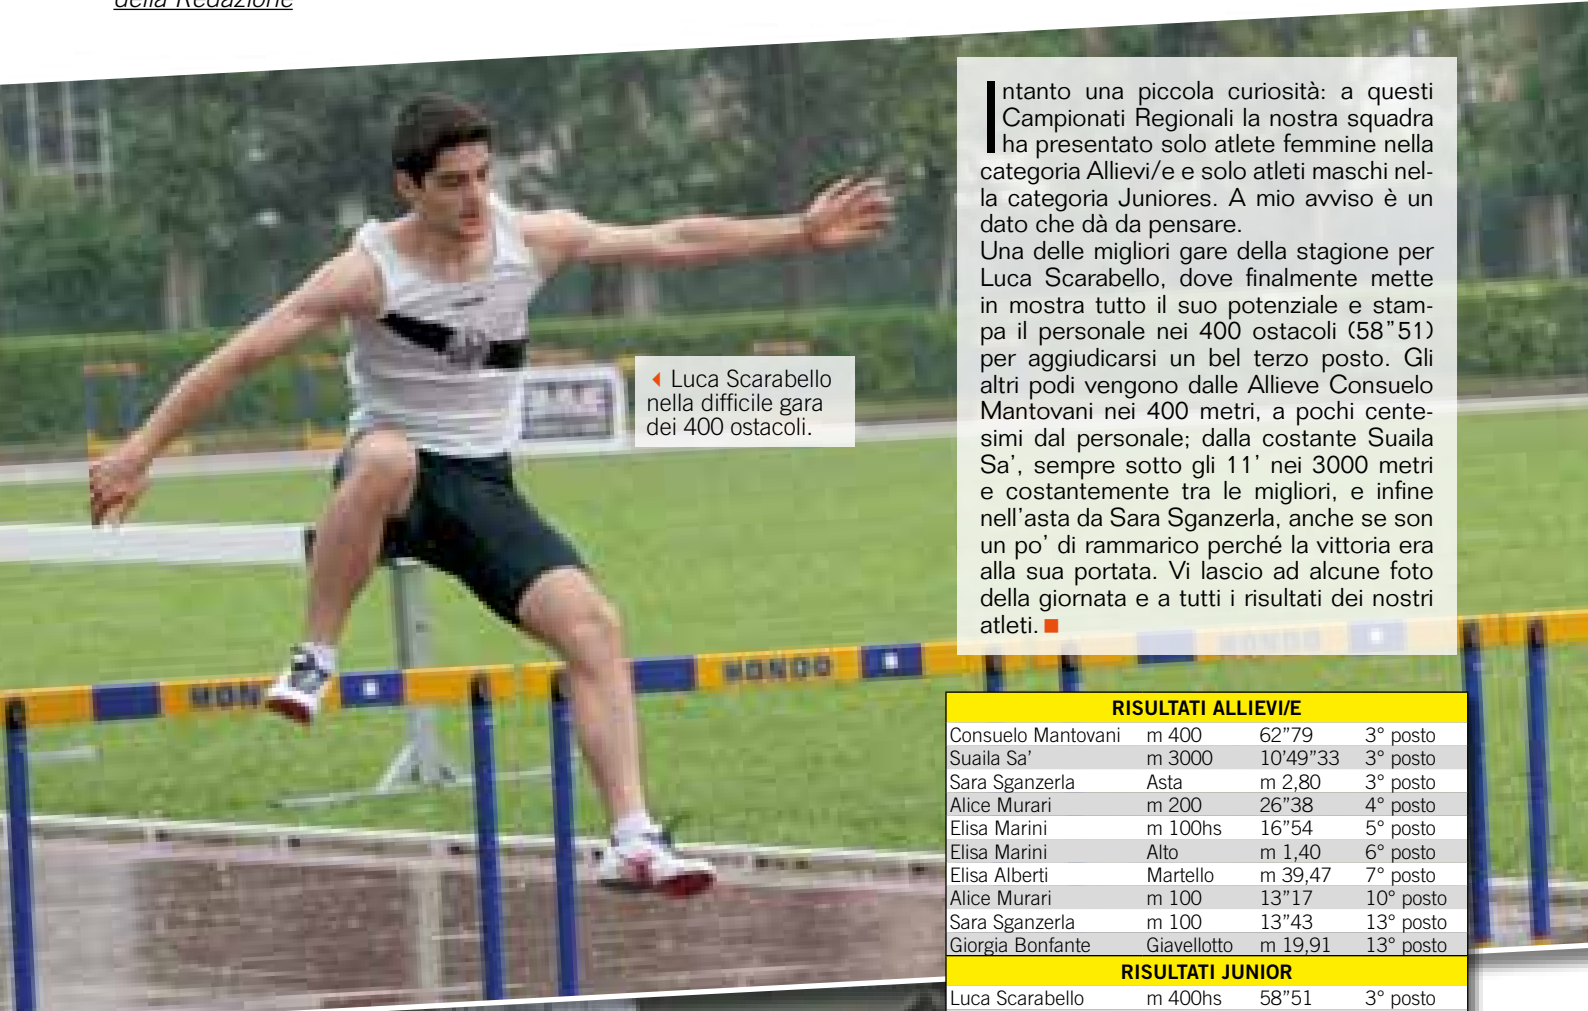 della Redazione
Intanto una piccola curiosità: a questi
Campionati Regionali la nostra squadra
ha presentato solo atlete femmine nella
categoria Allievi/e e solo atleti maschi nel-
la categoria Juniores. A mio avviso è un
dato che dà da pensare.
Una delle migliori gare della stagione per
Luca Scarabello, dove finalmente mette
in mostra tutto il suo potenziale e stam-
pa il personale nei 400 ostacoli (58”51)
per aggiudicarsi un bel terzo posto. Gli
altri podi vengono dalle Allieve Consuelo
Mantovani nei 400 metri, a pochi cente-
simi dal personale; dalla costante Suaila
Sa’, sempre sotto gli 11’ nei 3000 metri
e costantemente tra le migliori, e infine
nell’asta da Sara Sganzerla, anche se son
un po’ di rammarico perché la vittoria era
alla sua portata. Vi lascio ad alcune foto
della giornata e a tutti i risultati dei nostri
atleti.
Luca Scarabello
nella difficile gara
dei 400 ostacoli.
MON
MONDO
MONDO
RISULTATI ALLIEVI/E
Consuelo Mantovani m 400 62”79 3° posto
Suaila Sa’ m 3000 10’49”33 3° posto
Sara Sganzerla Asta m 2,80 3° posto
Alice Murari m 200 26”38 4° posto
Elisa Marini m 100hs 16”54 5° posto
Elisa Marini Alto m 1,40 6° posto
Elisa Alberti Martello m 39,47 7° posto
Alice Murari m 100 13”17 10° posto
Sara Sganzerla m 100 13”43 13° posto
Giorgia Bonfante Giavellotto m 19,91 13° posto
RISULTATI JUNIOR
Luca Scarabello m 400hs 58”51 3° posto